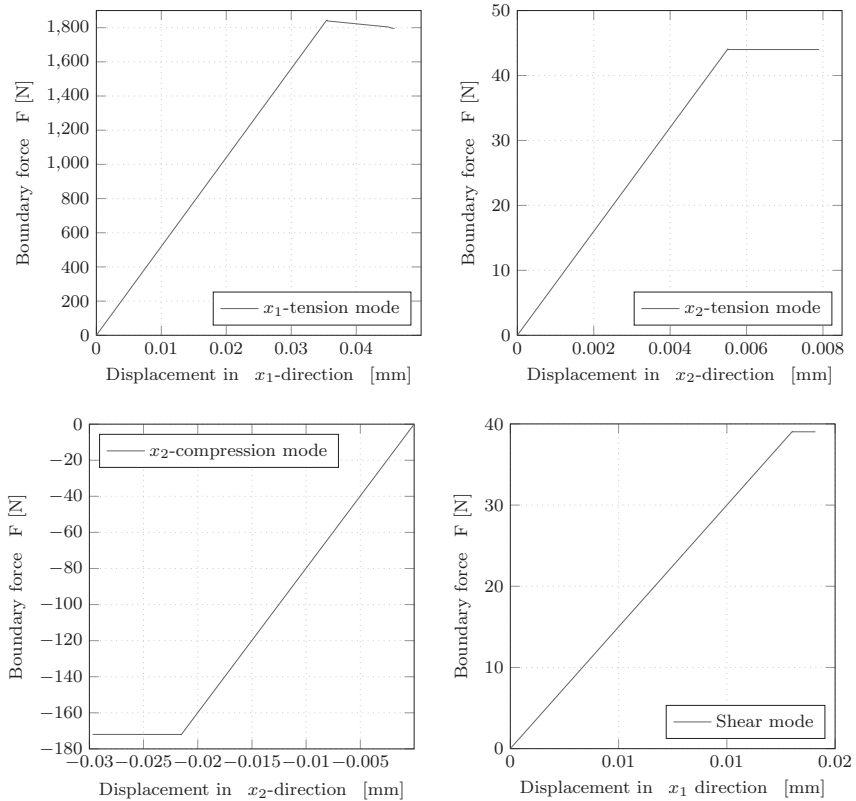 1,800
1,600
1,400
1,200
1,000
800
600
400
200
0
Boundary force F [N]
x₁-tension mode
0 0.01 0.02 0.03 0.04
Displacement in x₁-direction [mm]
50
40
30
20
10
0
Boundary force F [N]
x₂-tension mode
0 0.002 0.004 0.006 0.008
Displacement in x₂-direction [mm]
0
−20
−40
−60
−80
−100
−120
−140
−160
−180
Boundary force F [N]
x₂-compression mode
−0.03−0.025−0.02−0.015−0.01−0.005
Displacement in x₂-direction [mm]
40
30
20
10
0
Boundary force F [N]
Shear mode
0 0.01 0.01 0.02
Displacement in x₁ direction [mm]